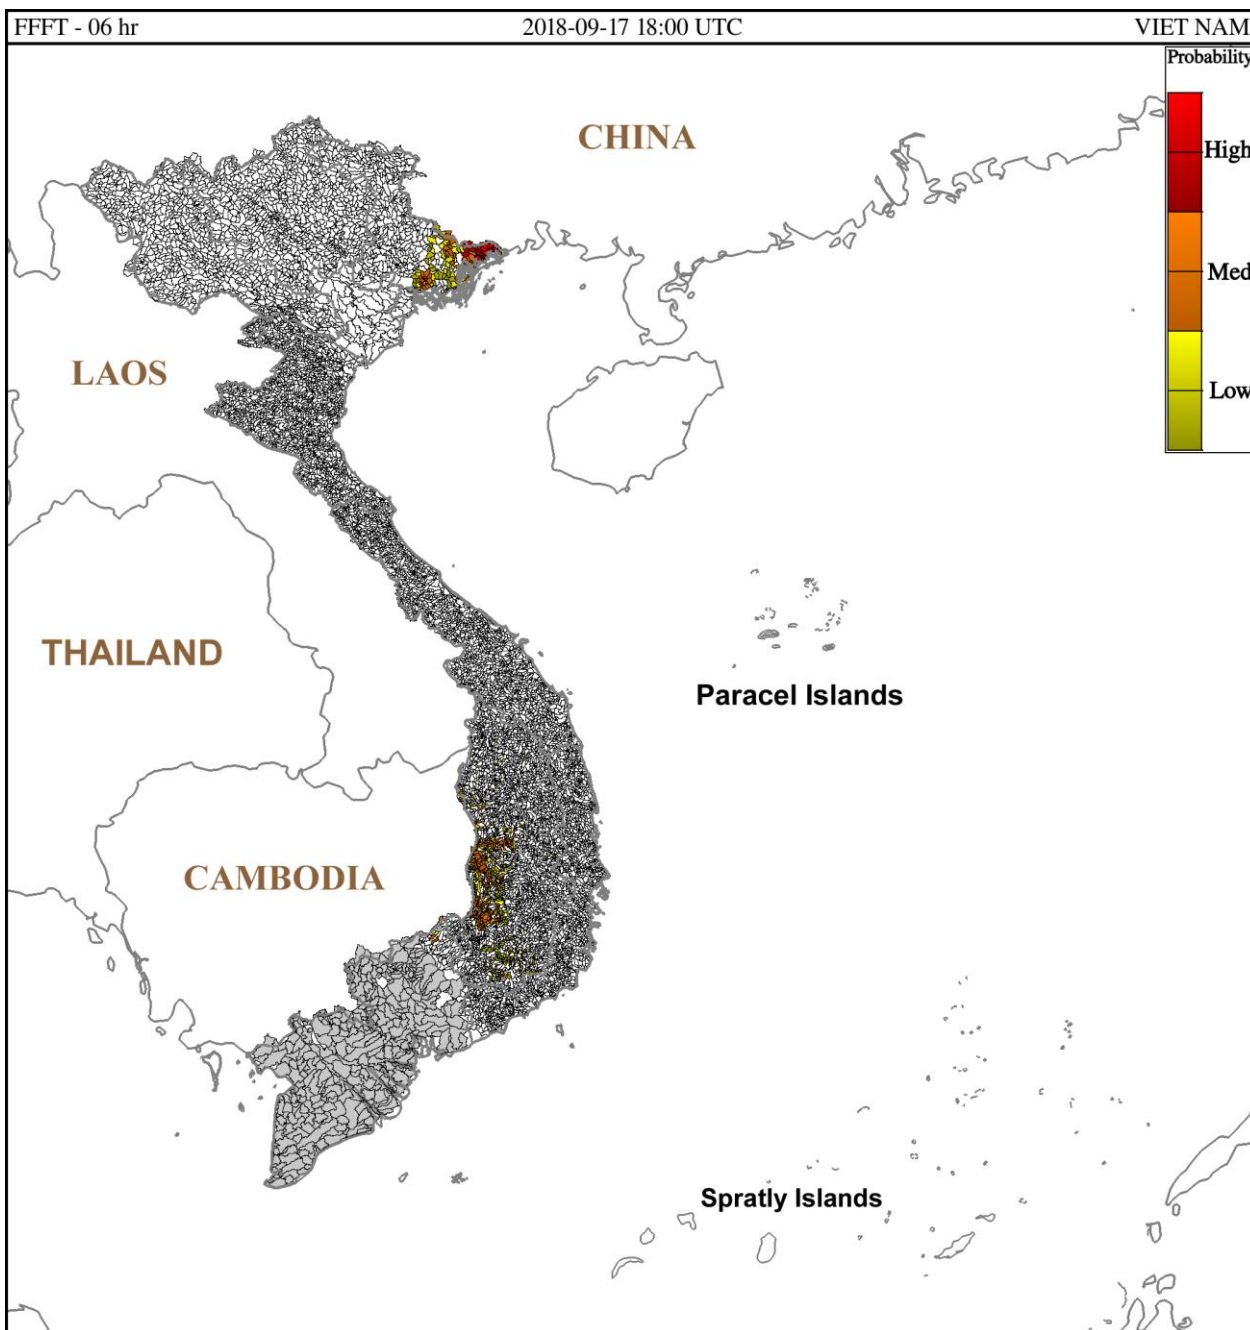 FFFT - 06 hr
2018-09-17 18:00 UTC
VIET NAM
Probability
High
Med
Low
CHINA
LAOS
THAILAND
Paracel Islands
CAMBODIA
Spratly Islands